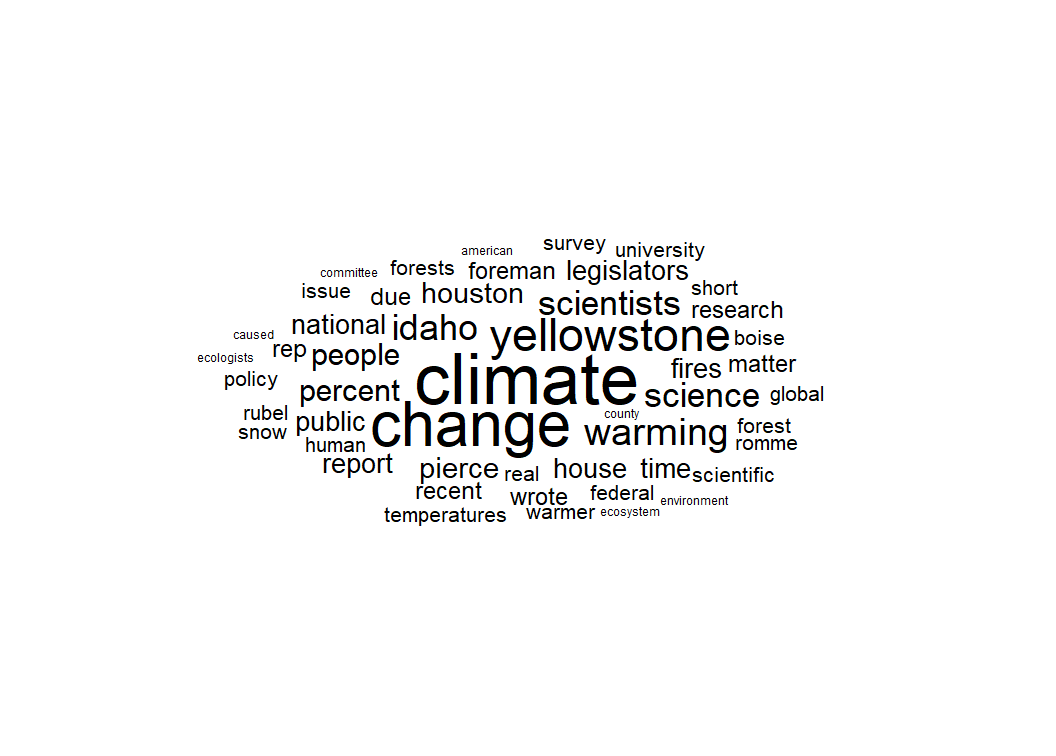 american survey university
committee forests foreman legislators
issue due houston scientists short
research
national idaho yellowstone boise
caused
ecologists rep people fires matter
policy percent climate science global
rubel public change county warming forest
snow human romme
report pierce real house time scientific
recent wrote federal environment
temperatures warmer ecosystem